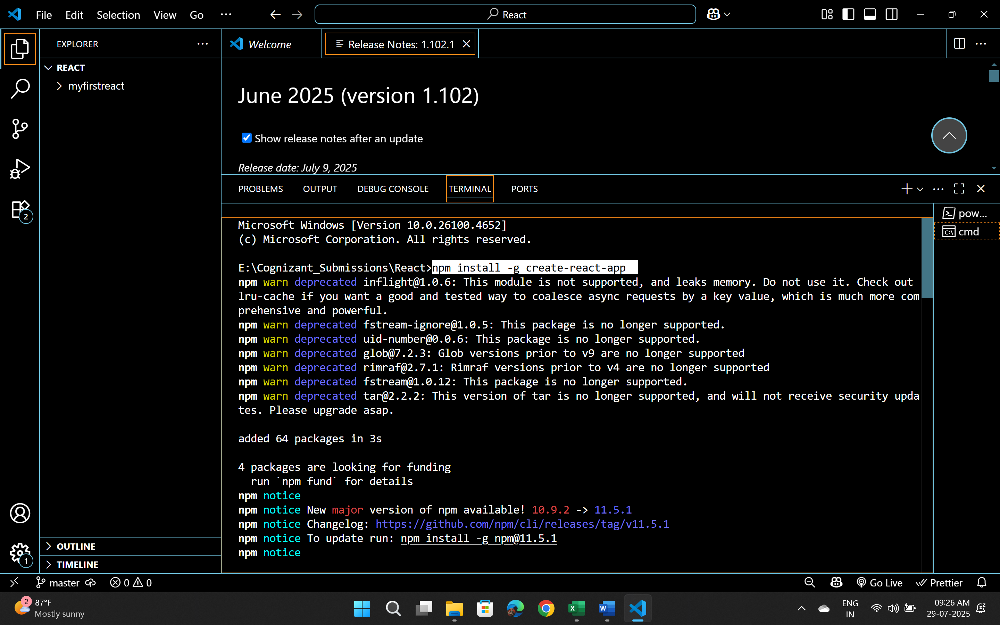 File Edit Selection View Go ··· React
EXPLORER
Welcome
Release Notes: 1.102.1
REACT
myfirstreact
June 2025 (version 1.102)
Show release notes after an update
Release date: July 9, 2025
PROBLEMS OUTPUT DEBUG CONSOLE TERMINAL PORTS
pow...
cmd
Microsoft Windows [Version 10.0.26100.4652]
(c) Microsoft Corporation. All rights reserved.
E:\Cognizant_Submissions\React>npm install -g create-react-app
npm warn deprecated inflight@1.0.6: This module is not supported, and leaks memory. Do not use it. Check out
lru-cache if you want a good and tested way to coalesce async requests by a key value, which is much more com
prehensive and powerful.
npm warn deprecated fstream-ignore@1.0.5: This package is no longer supported.
npm warn deprecated uid-number@0.0.6: This package is no longer supported.
npm warn deprecated glob@7.2.3: Glob versions prior to v9 are no longer supported
npm warn deprecated rimraf@2.7.1: Rimraf versions prior to v4 are no longer supported
npm warn deprecated fstream@1.0.12: This package is no longer supported.
npm warn deprecated tar@2.2.2: This version of tar is no longer supported, and will not receive security upda
tes. Please upgrade asap.
added 64 packages in 3s
4 packages are looking for funding
run `npm fund` for details
npm notice
npm notice New major version of npm available! 10.9.2 -> 11.5.1
npm notice Changelog: https://github.com/npm/cli/releases/tag/v11.5.1
npm notice To update run: npm install -g npm@11.5.1
npm notice
2
1
OUTLINE
TIMELINE
master 0 0 Go Live Prettier
2
87°F
Mostly sunny
ENG
IN
09:26 AM
29-07-2025